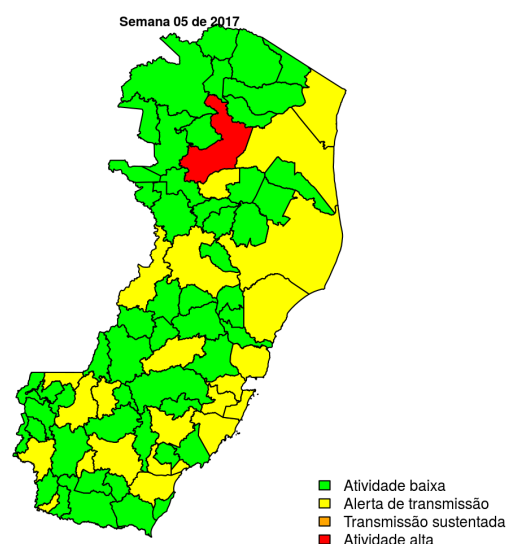 Semana 05 de 2017
Atividade baixa
Alerta de transmissão
Transmissão sustentada
Atividade alta